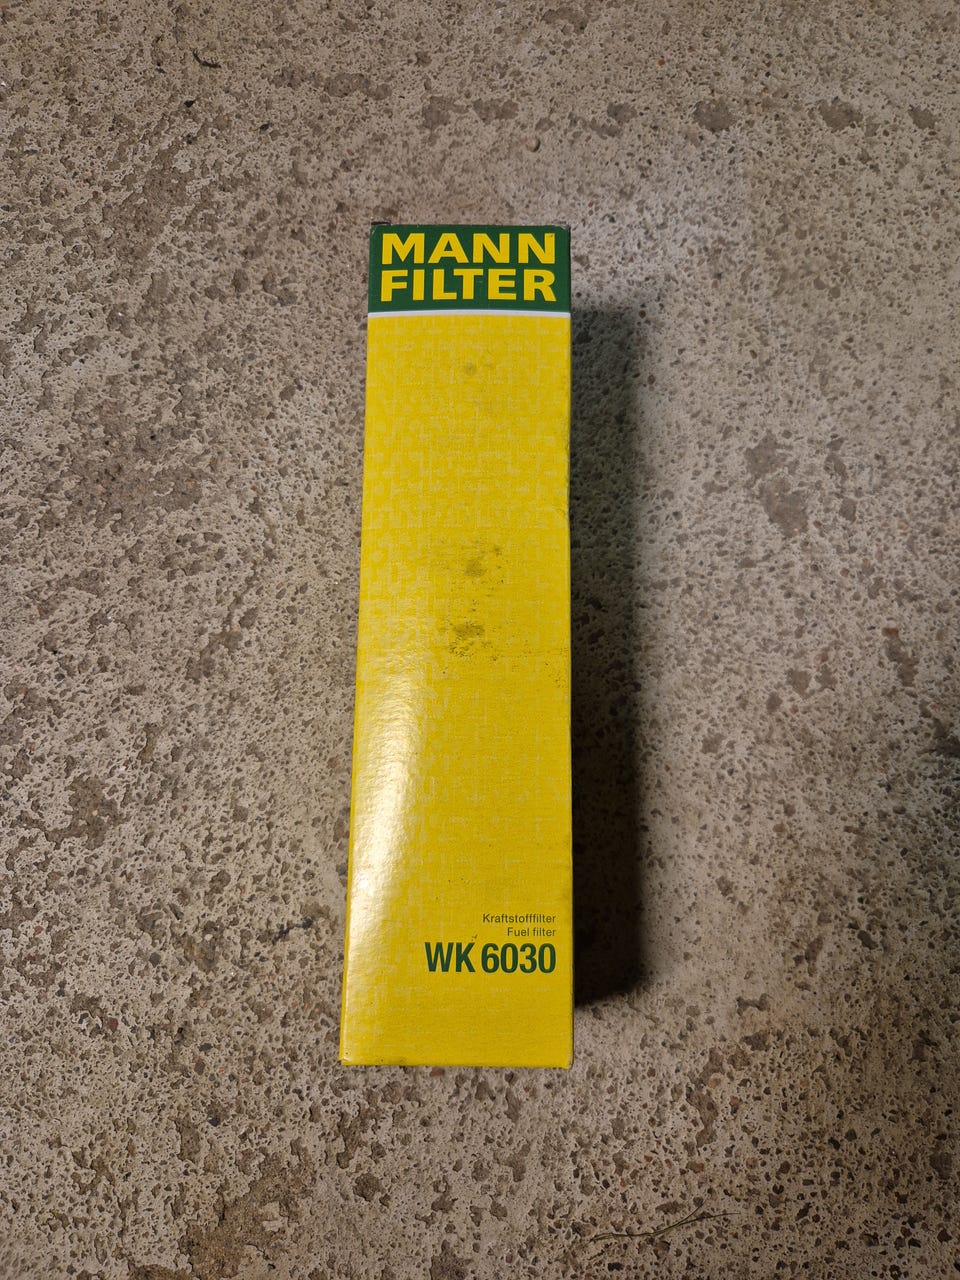 MANN
FILTER
Kraftstofffilter
Fuel filter
WK 6030